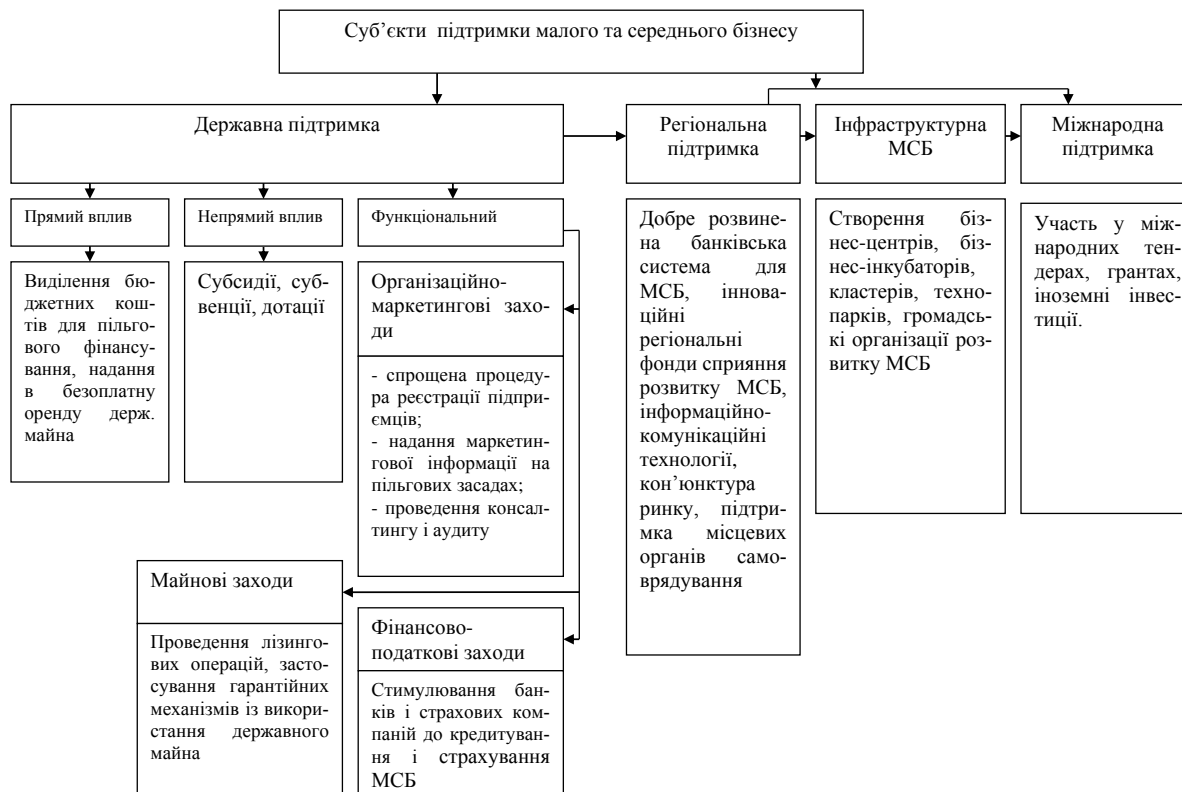 Суб’єкти підтримки малого та середнього бізнесу
Державна підтримка
Регіональна
підтримка
Інфраструктурна
МСБ
Міжнародна
підтримка
Прямий вплив
Непрямий вплив
Функціональний
Виділення бю-
джетних кош-
тів для пільго-
вого фінансу-
вання, надання
в безоплатну
оренду держ.
майна
Субсидії, суб-
венції, дотації
Організаційно-
маркетингові захо-
ди
- спрощена процеду-
ра реєстрації підпри-
ємців;
- надання маркетин-
гової інформації на
пільгових засадах;
- проведення консал-
тингу і аудиту
Добре розвине-
на банківська
система для
МСБ, іннова-
ційні
регіональні
фонди сприяння
розвитку МСБ,
інформаційно-
комунікаційні
технології,
кон’юнктура
ринку, підтри-
мка місцевих
органів само-
врядування
Створення біз-
нес-центрів, біз-
нес-інкубаторів,
кластерів, техно-
парків, громадсь-
кі організації роз-
витку МСБ
Участь у між-
народних тен-
дерах, грантах,
іноземні інвес-
тиції.
Майнові заходи
Проведення лізинго-
вих операцій, засто-
сування гарантійних
механізмів із викори-
стання державного
майна
Фінансово-
податкові заходи
Стимулювання бан-
ків і страхових ком-
паній до кредитуван-
ня і страхування
МСБ